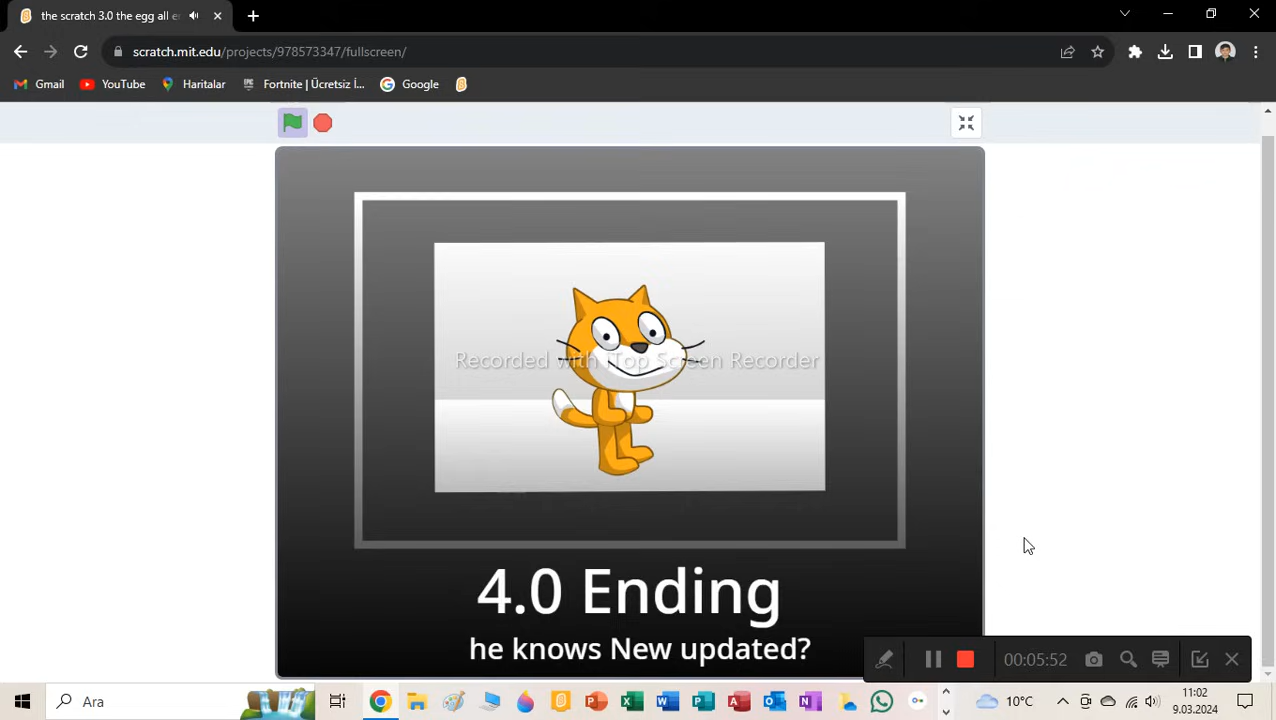 the scratch 3.0 the egg all e
scratch.mit.edu/projects/978573347/fullscreen/
Gmail YouTube Haritalar Fortnite | Ücretsiz İ... Google
Recorded with iTop Screen Recorder
4.0 Ending
he knows New updated?
00:05:52
Ara
10°C
11:02
9.03.2024